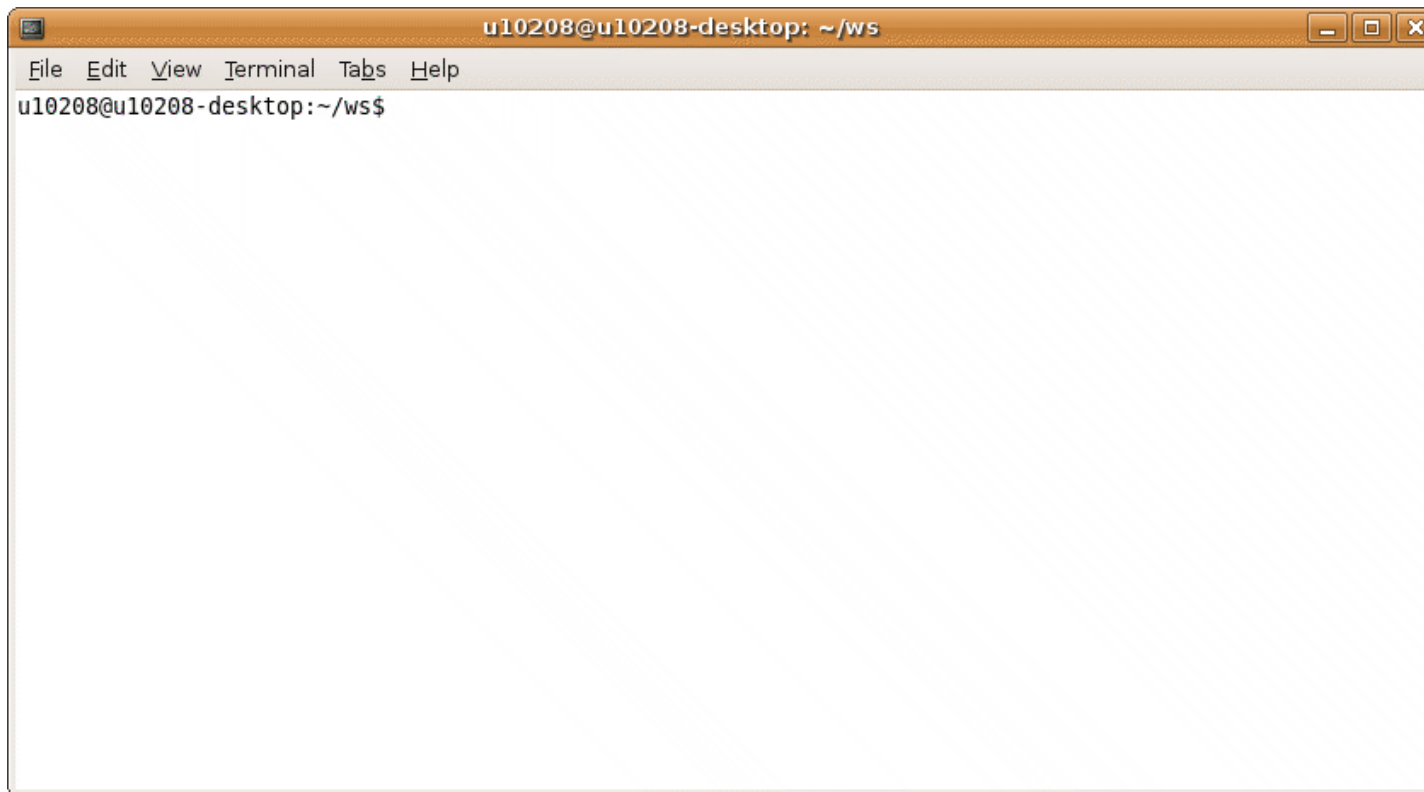 u10208@u10208-desktop: ~/ws
File Edit View Terminal Tabs Help
u10208@u10208-desktop:~/ws$